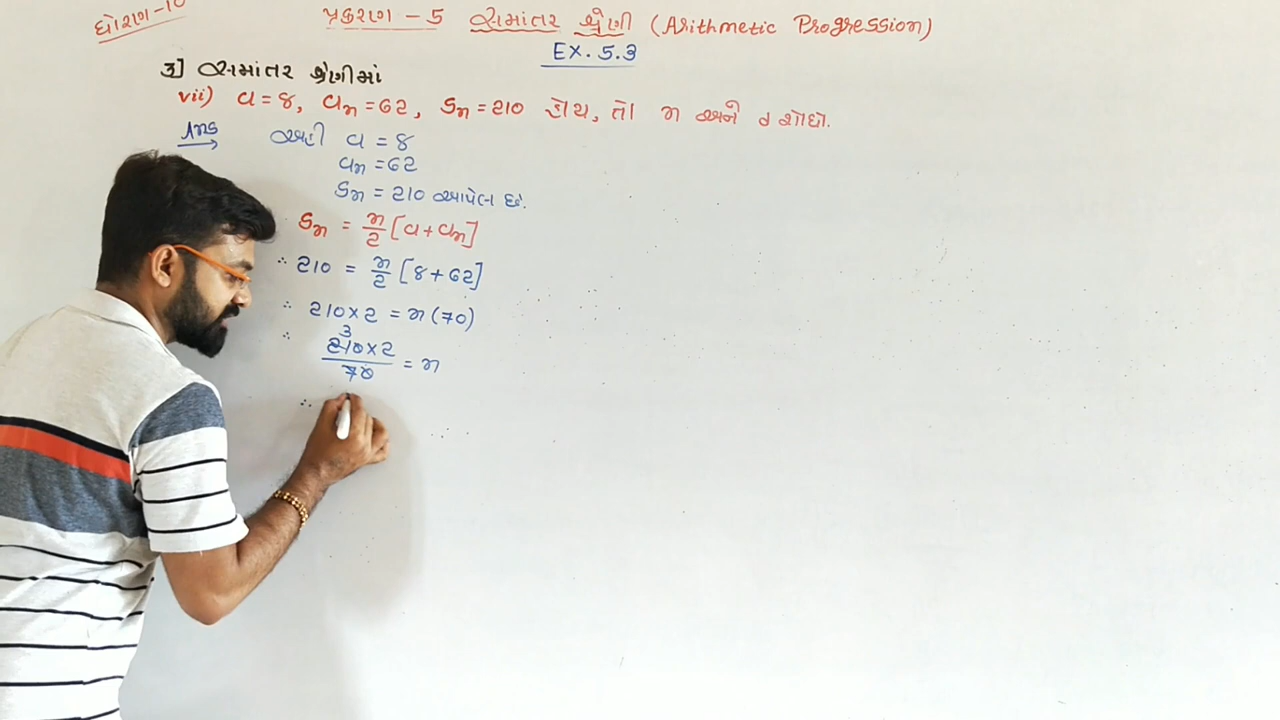 ધોરણ-10
પ્રકરણ - 5 સમાંતર શ્રેણી (Arithmetic Progression)
EX. 5.3
3] સમાંતર શ્રેણીમાં
vii) a = 8, an = 62, Sn = 210 હોય, તો n અને d શોધો.
Ans → અહી a = 8
an = 62
Sn = 210 આપેલ છે.
Sn = n/2 [a + an]
∴ 210 = n/2 [8 + 62]
∴ 210 × 2 = n (70)
∴ 210 × 2 / 70 = n
3
∴